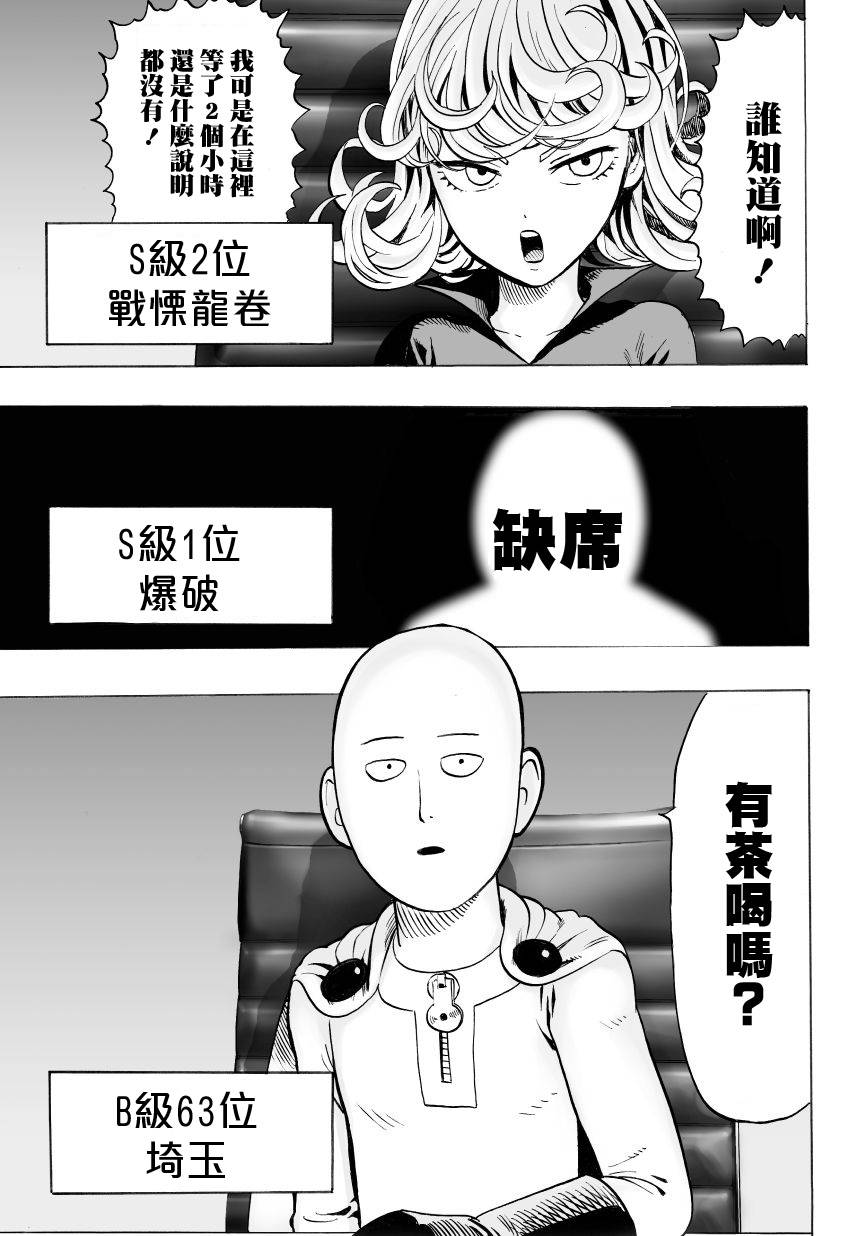 誰知道啊！
我可是在這裡
等了2個小時
還是什麼說明
都沒有！
S級2位
戰慄龍卷
缺席
S級1位
爆破
有茶喝嗎？
B級63位
埼玉